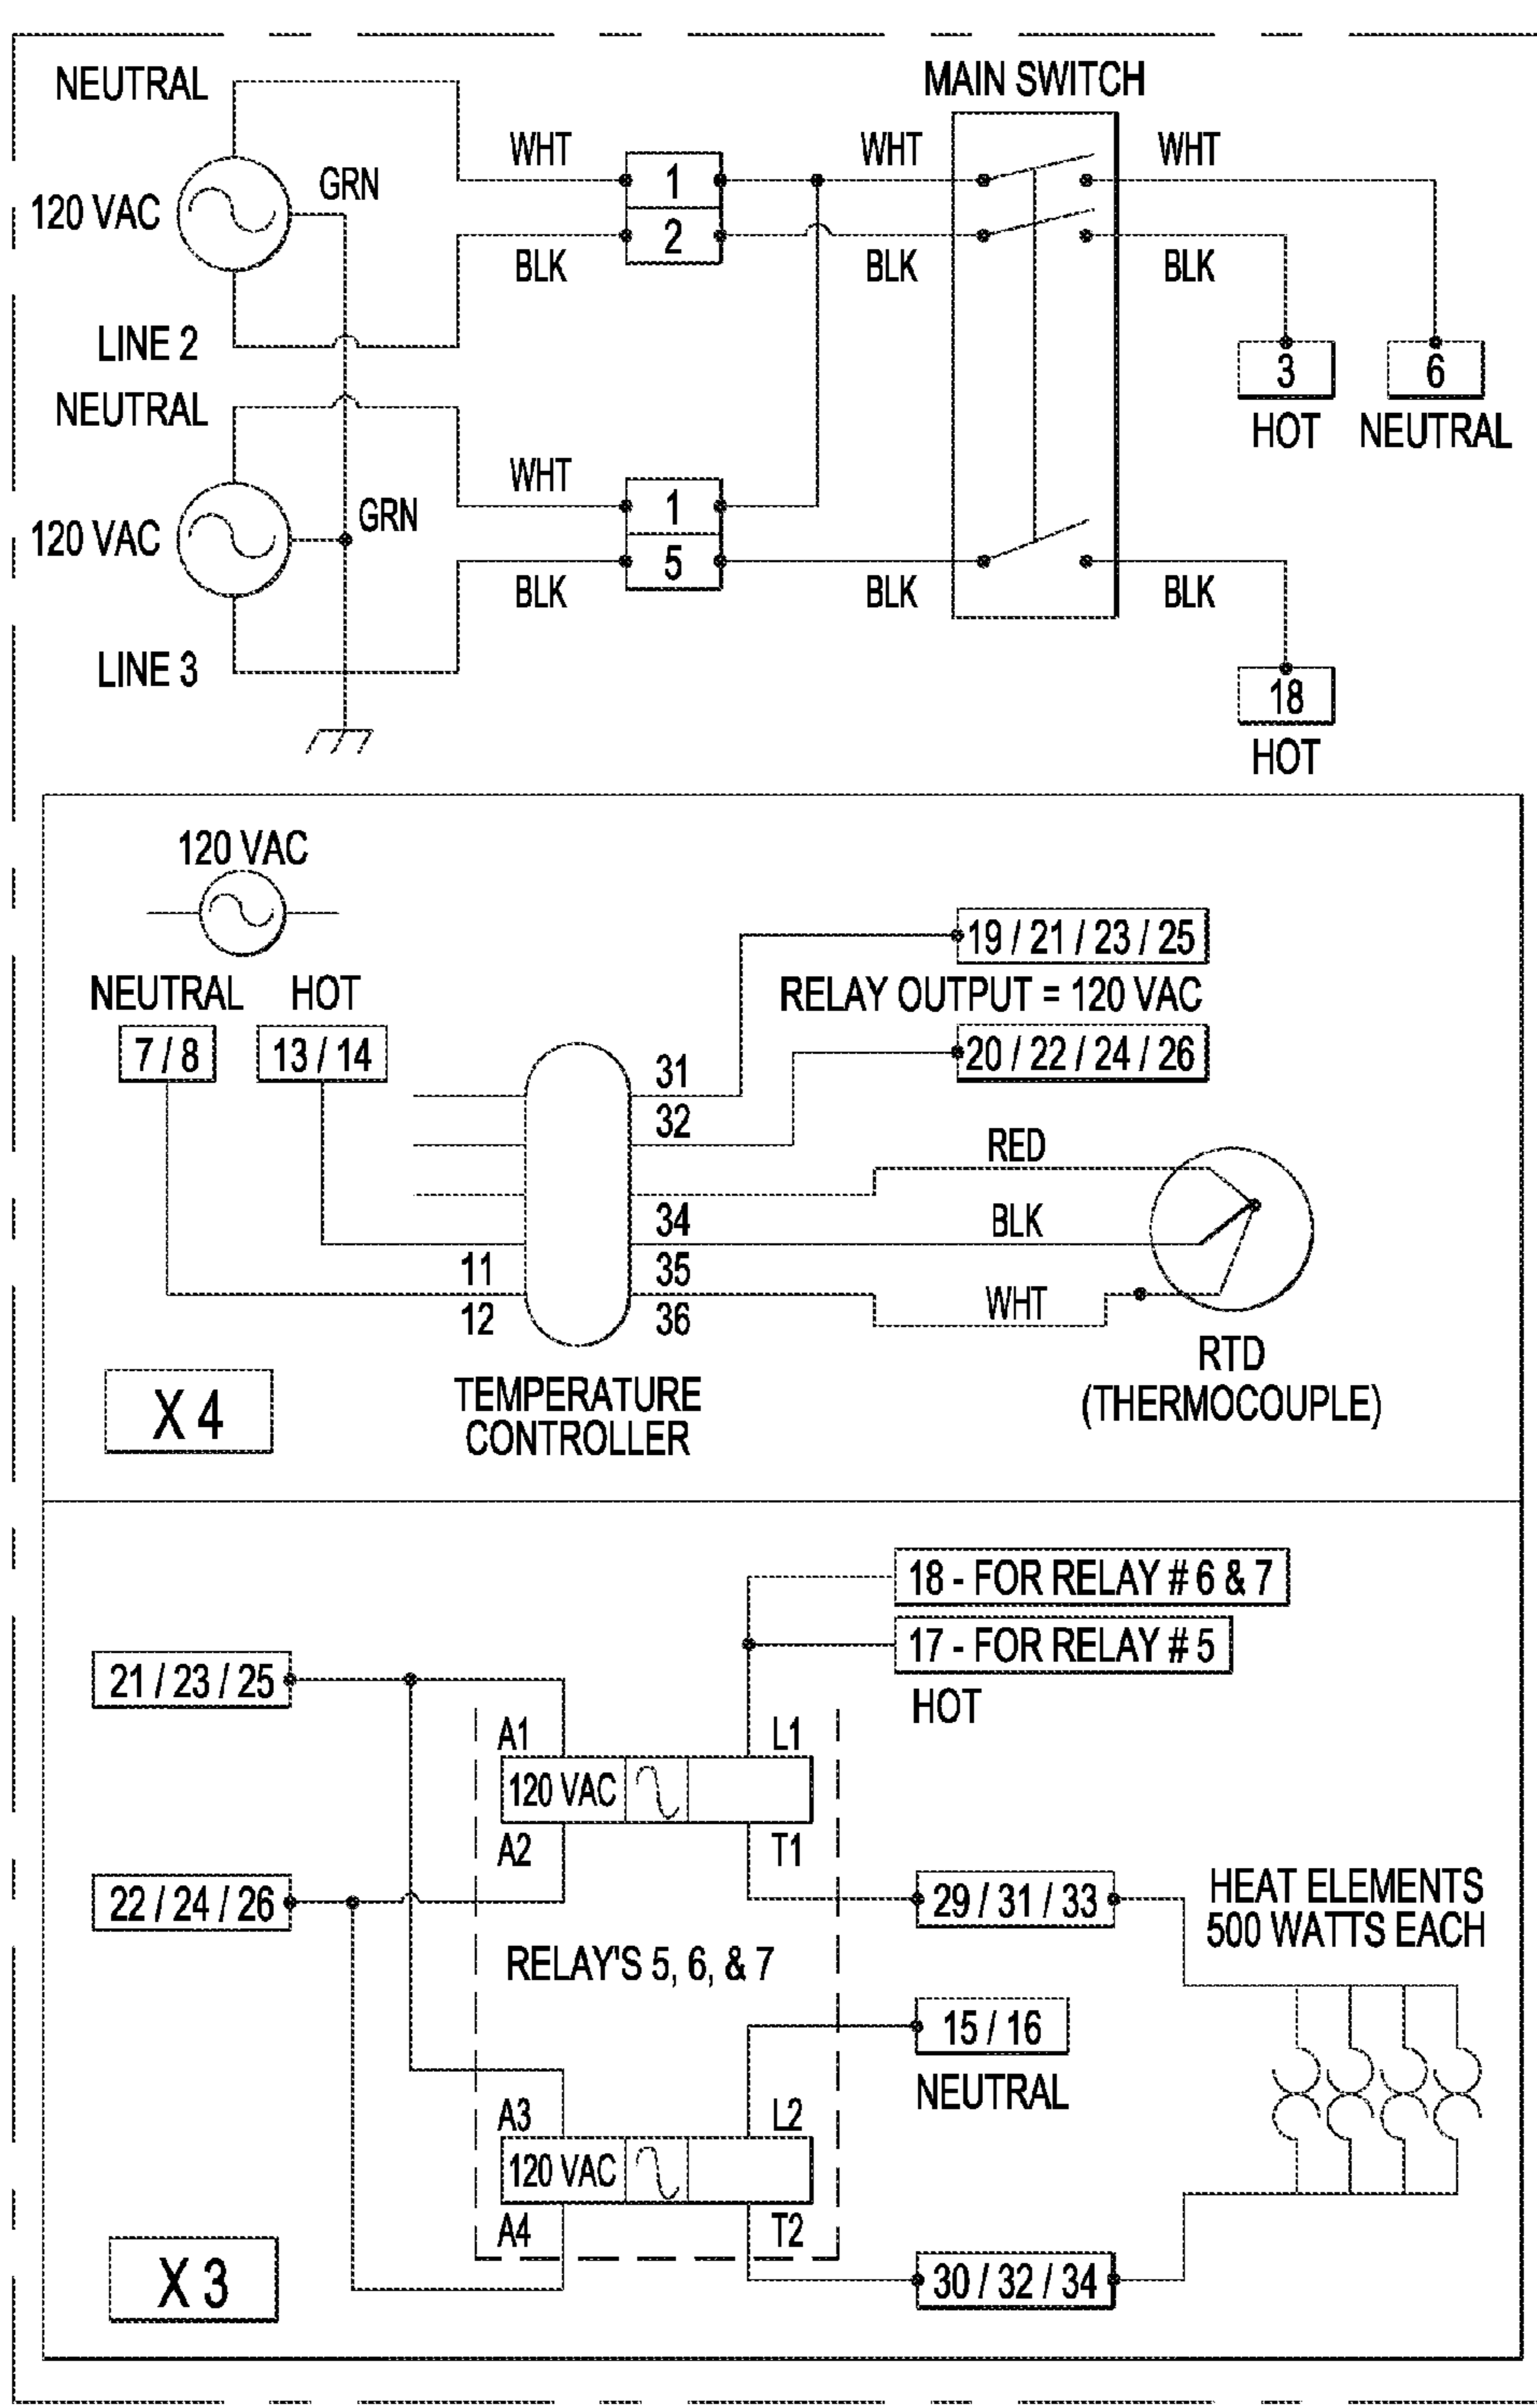 NEUTRAL
MAIN SWITCH
WHT
WHT
WHT
GRN
1
120 VAC
2
BLK
BLK
BLK
LINE 2
3
6
NEUTRAL
HOT
NEUTRAL
WHT
1
GRN
120 VAC
5
BLK
BLK
BLK
LINE 3
18
HOT
120 VAC
19 / 21 / 23 / 25
NEUTRAL
HOT
RELAY OUTPUT = 120 VAC
7 / 8
13 / 14
20 / 22 / 24 / 26
31
32
RED
34
BLK
11
35
WHT
12
36
RTD
(THERMOCOUPLE)
TEMPERATURE
CONTROLLER
X 4
18 - FOR RELAY # 6 & 7
17 - FOR RELAY # 5
HOT
21 / 23 / 25
A1
L1
120 VAC
A2
T1
22 / 24 / 26
29 / 31 / 33
HEAT ELEMENTS
500 WATTS EACH
RELAY'S 5, 6, & 7
15 / 16
NEUTRAL
A3
L2
120 VAC
A4
T2
X 3
30 / 32 / 34